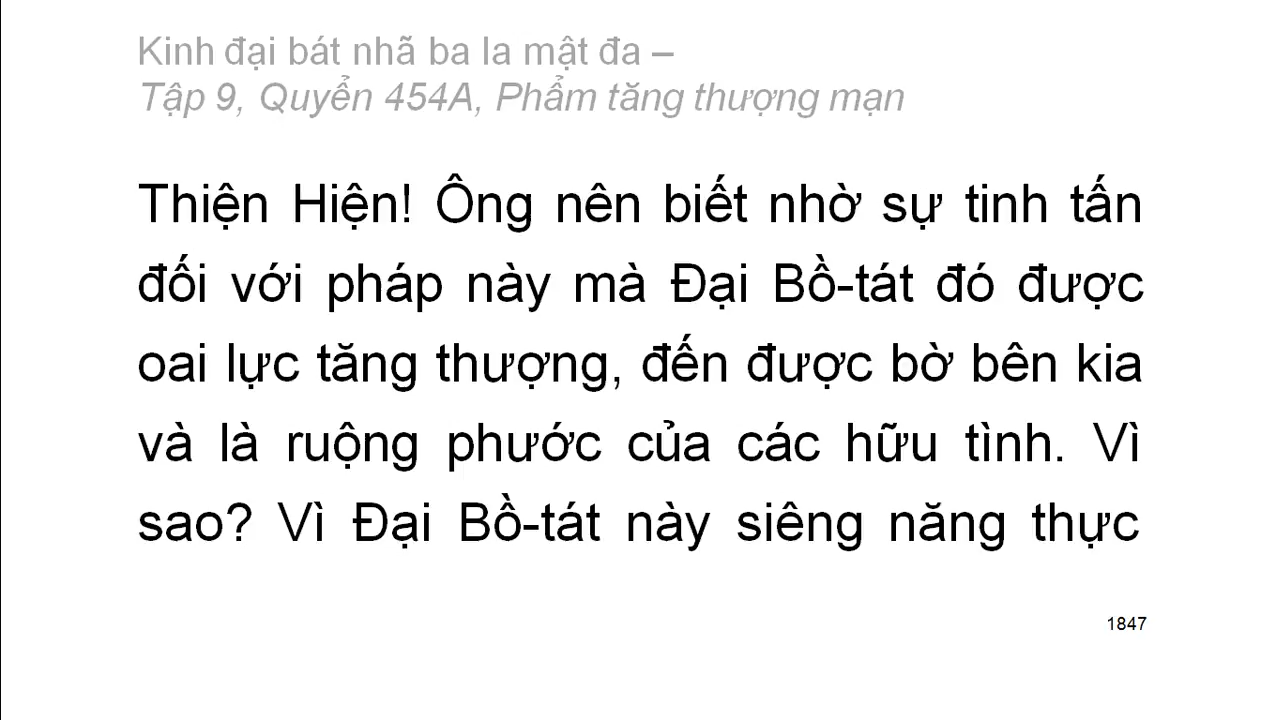 Kinh đại bát nhã ba la mật đa –
Tập 9, Quyển 454A, Phẩm tăng thượng mạn
Thiện Hiện! Ông nên biết nhờ sự tinh tấn
đối với pháp này mà Đại Bồ-tát đó được
oai lực tăng thượng, đến được bờ bên kia
và là ruộng phước của các hữu tình. Vì
sao? Vì Đại Bồ-tát này siêng năng thực
1847